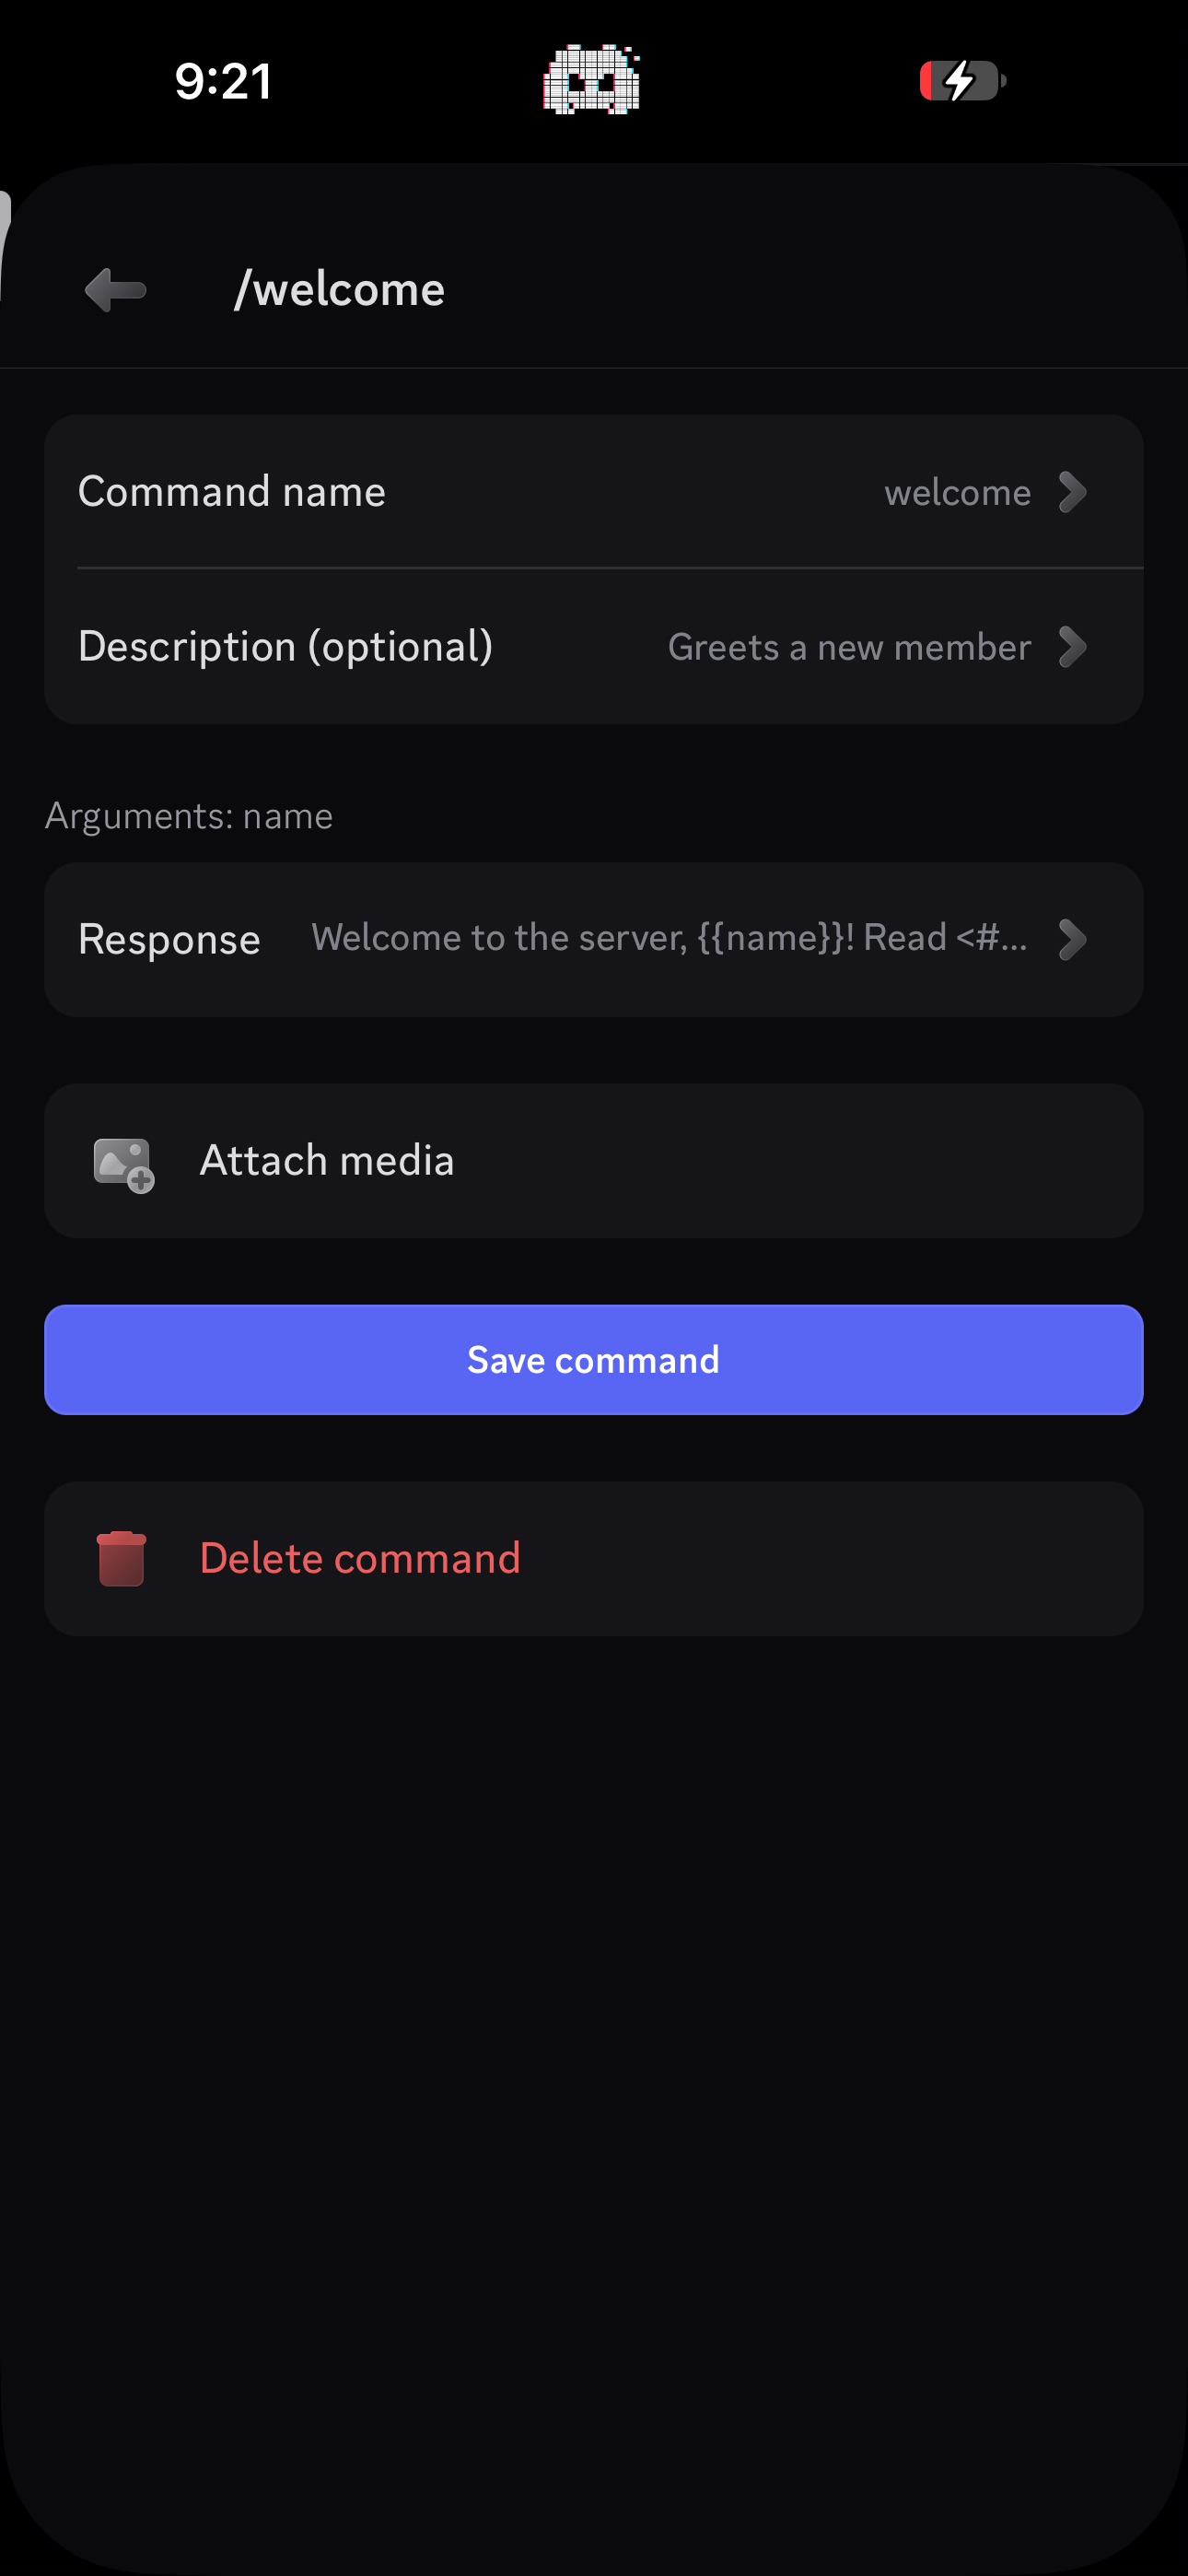 9:21
/welcome
Command name welcome
Description (optional) Greets a new member
Arguments: name
Response Welcome to the server, {{name}}! Read <#...
Attach media
Save command
Delete command